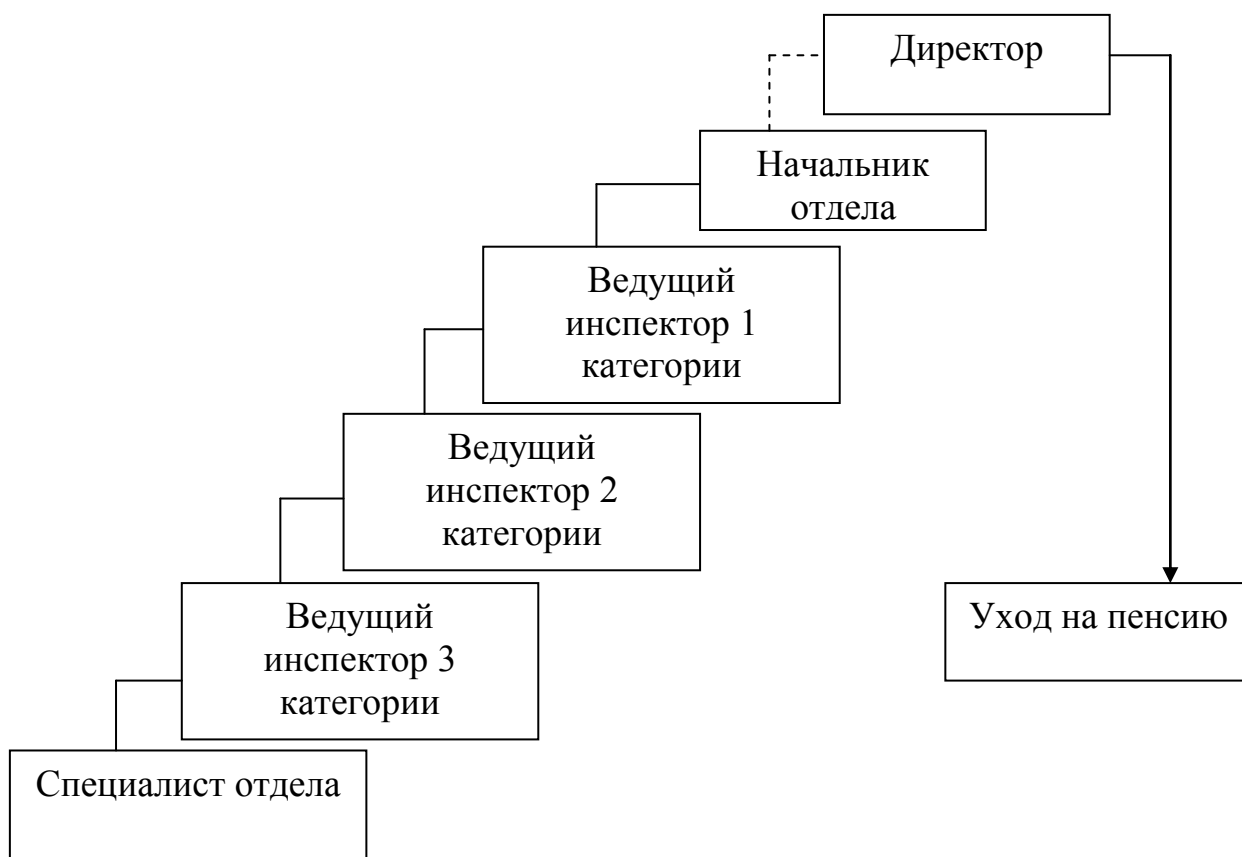 Директор
Начальник
отдела
Ведущий
инспектор 1
категории
Ведущий
инспектор 2
категории
Ведущий
инспектор 3
категории
Уход на пенсию
Специалист отдела